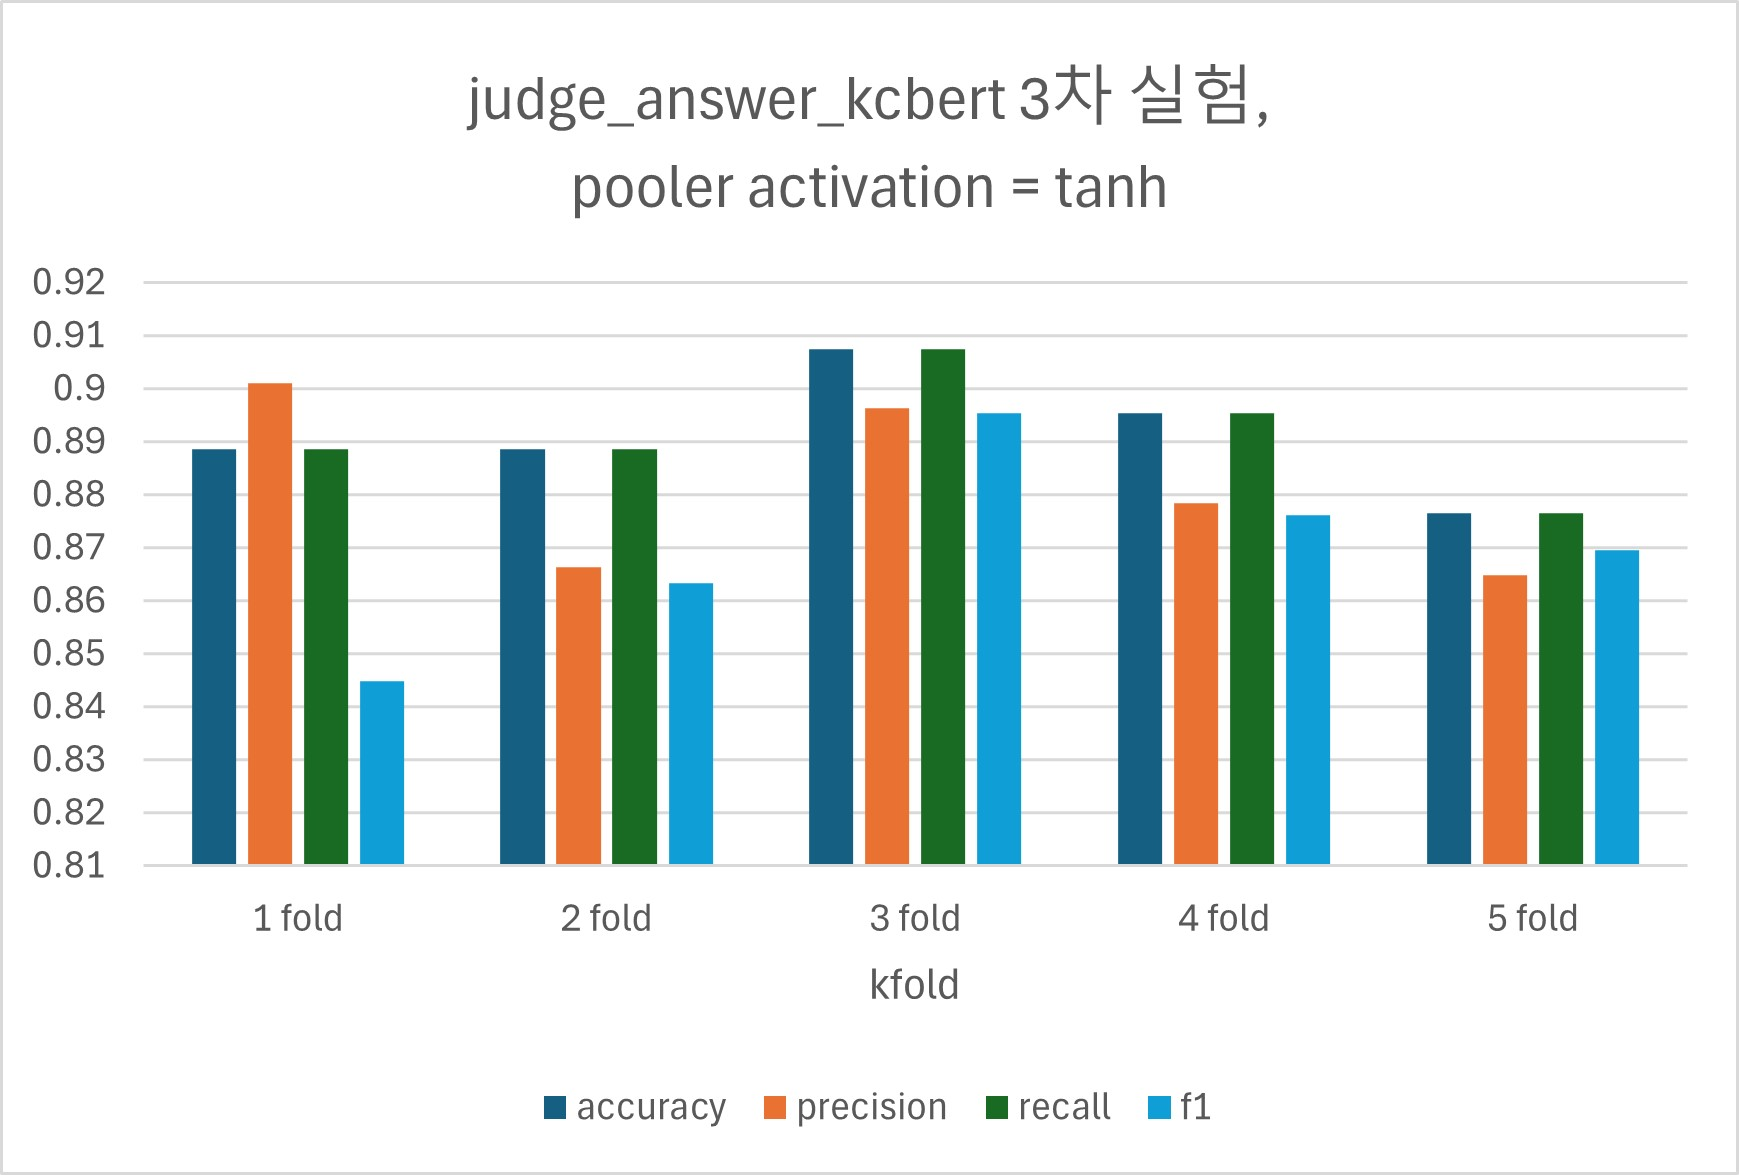 judge_answer_kcbert 3차 실험,
pooler activation = tanh
0.92
0.91
0.9
0.89
0.88
0.87
0.86
0.85
0.84
0.83
0.82
0.81
1 fold 2 fold 3 fold 4 fold 5 fold
kfold
accuracy precision recall f1